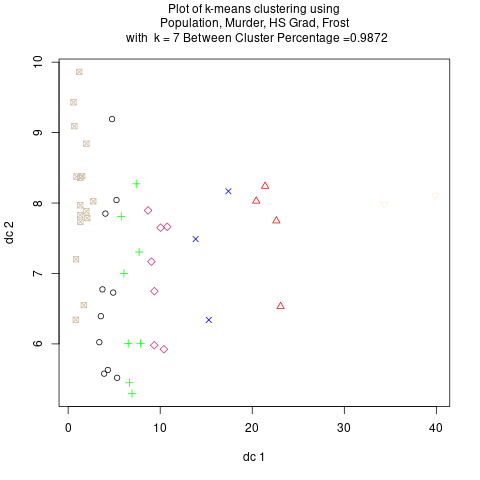 Plot of k-means clustering using
Population, Murder, HS Grad, Frost
with k = 7 Between Cluster Percentage =0.9872
10
9
8
7
6
dc 2
0 10 20 30 40
dc 1